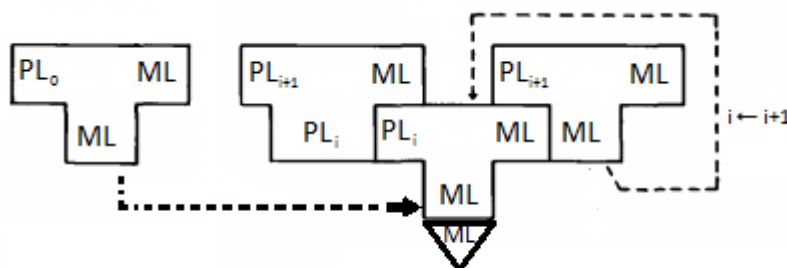 PL₀ ML
ML
PLᵢ₊₁ ML
PLᵢ
PLᵢ ML
ML
ML
PLᵢ₊₁ ML
ML
i ← i+1